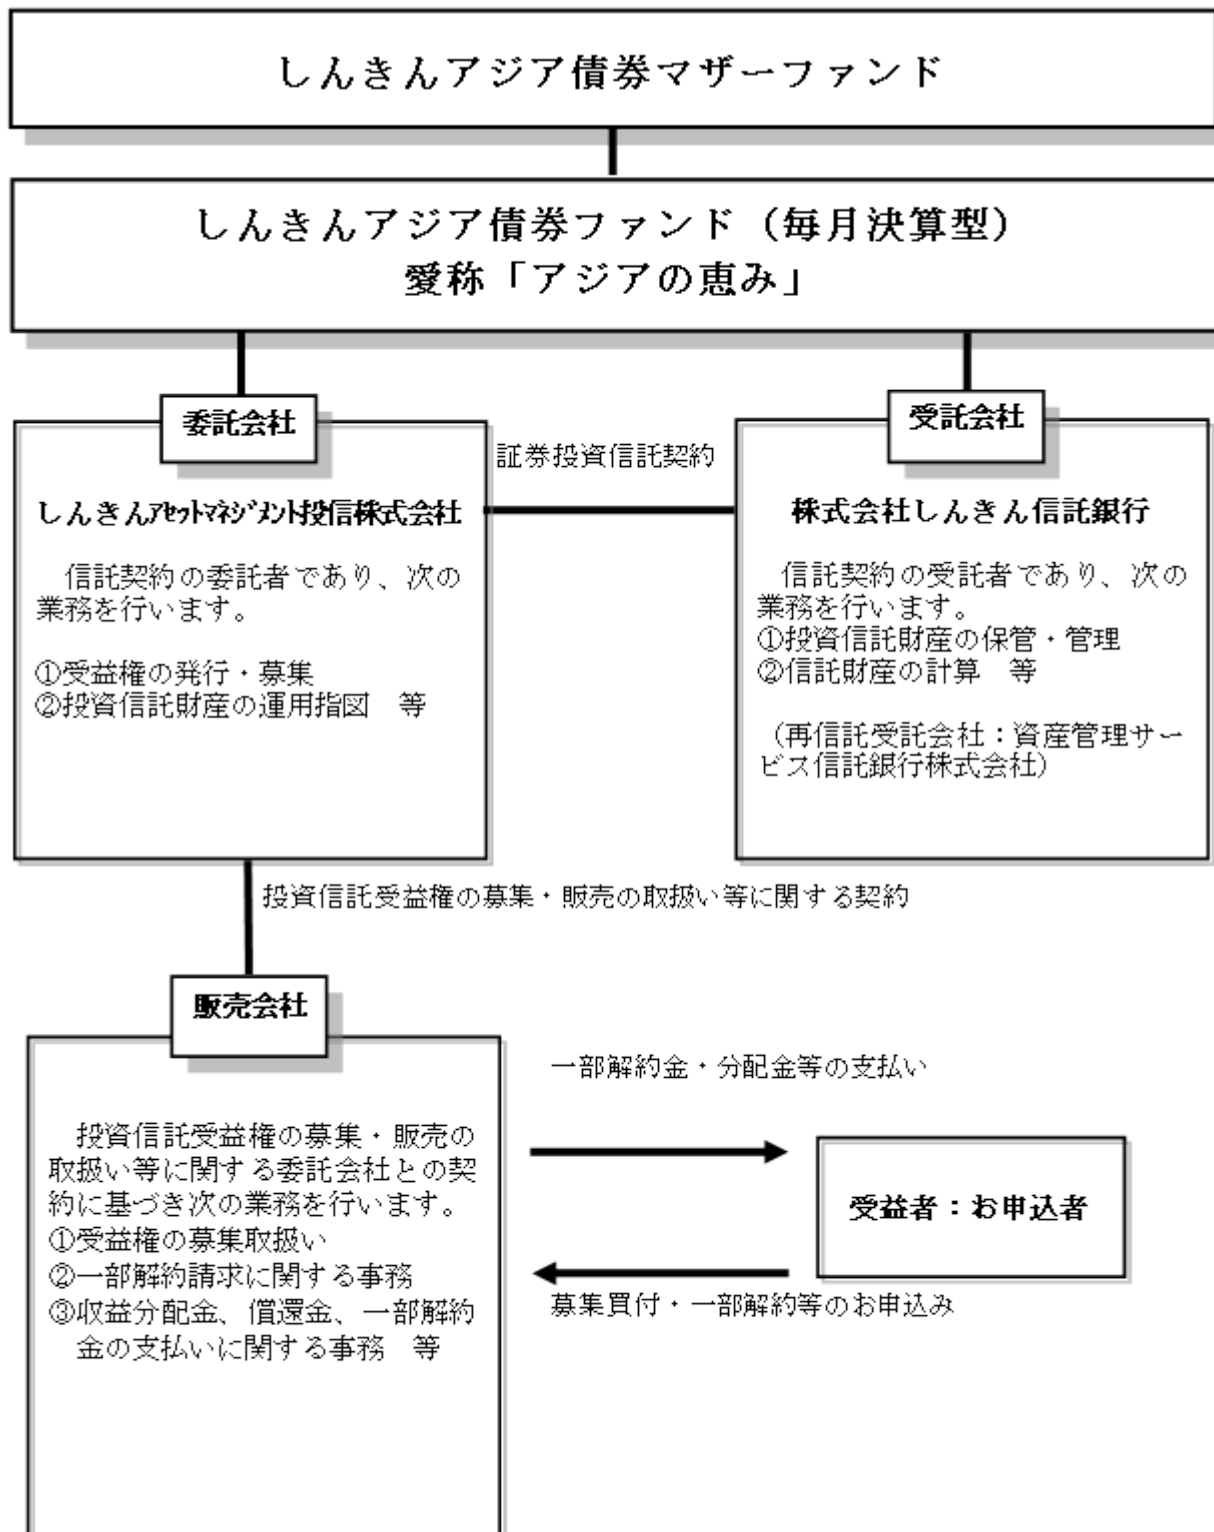 しんきんアジア債券マザーファンド
しんきんアジア債券ファンド（毎月決算型）
愛称「アジアの恵み」
委託会社
しんきんｱｾｯﾄﾏﾈｼﾞﾒﾝﾄ投信株式会社
信託契約の委託者であり、次の
業務を行います。
①受益権の発行・募集
②投資信託財産の運用指図　等
証券投資信託契約
受託会社
株式会社しんきん信託銀行
信託契約の受託者であり、次の
業務を行います。
①投資信託財産の保管・管理
②信託財産の計算　等
（再信託受託会社：資産管理サー
ビス信託銀行株式会社）
投資信託受益権の募集・販売の取扱い等に関する契約
販売会社
投資信託受益権の募集・販売の
取扱い等に関する委託会社との契
約に基づき次の業務を行います。
①受益権の募集取扱い
②一部解約請求に関する事務
③収益分配金、償還金、一部解約
金の支払いに関する事務　等
一部解約金・分配金等の支払い
受益者：お申込者
募集買付・一部解約等のお申込み